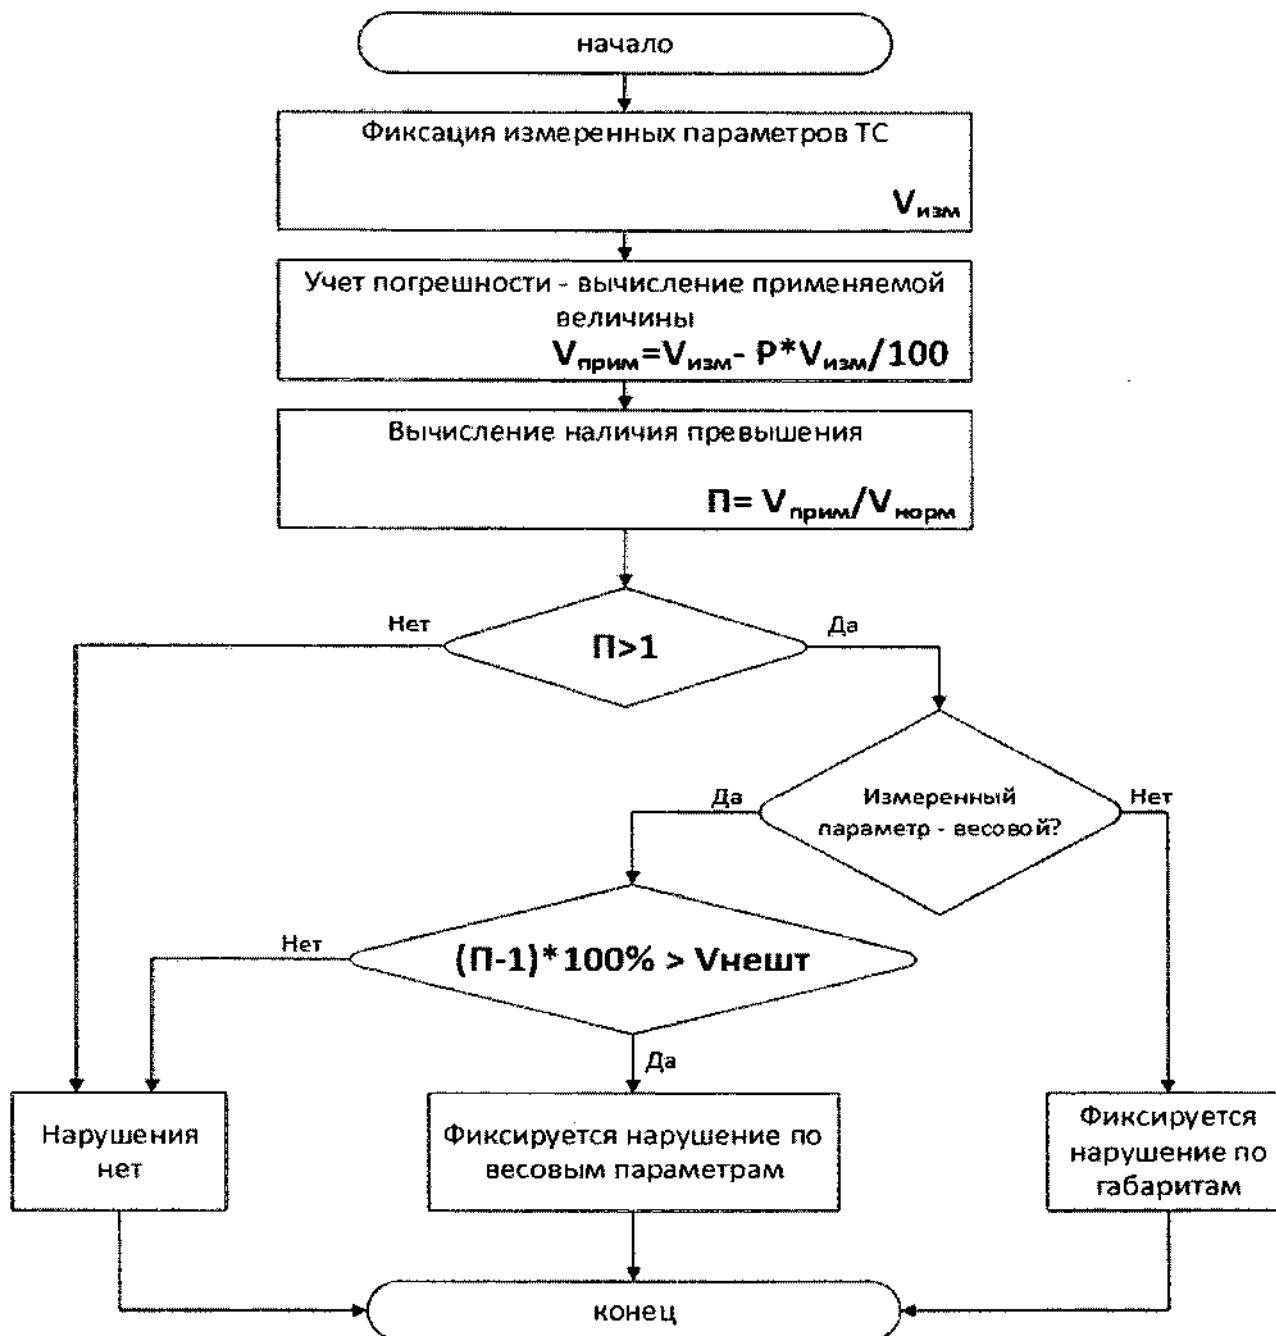 начало
Фиксация измеренных параметров ТС
Vизм
Учет погрешности - вычисление применяемой
величины
Vприм=Vизм- P*Vизм/100
Вычисление наличия превышения
П= Vприм/Vнорм
Нет
Да
П>1
Да
Измеренный
параметр - весовой?
Нет
Нет
(П-1)*100% > Vнешт
Да
Нарушения
нет
Фиксируется нарушение по
весовым параметрам
Фиксируется
нарушение по
габаритам
конец